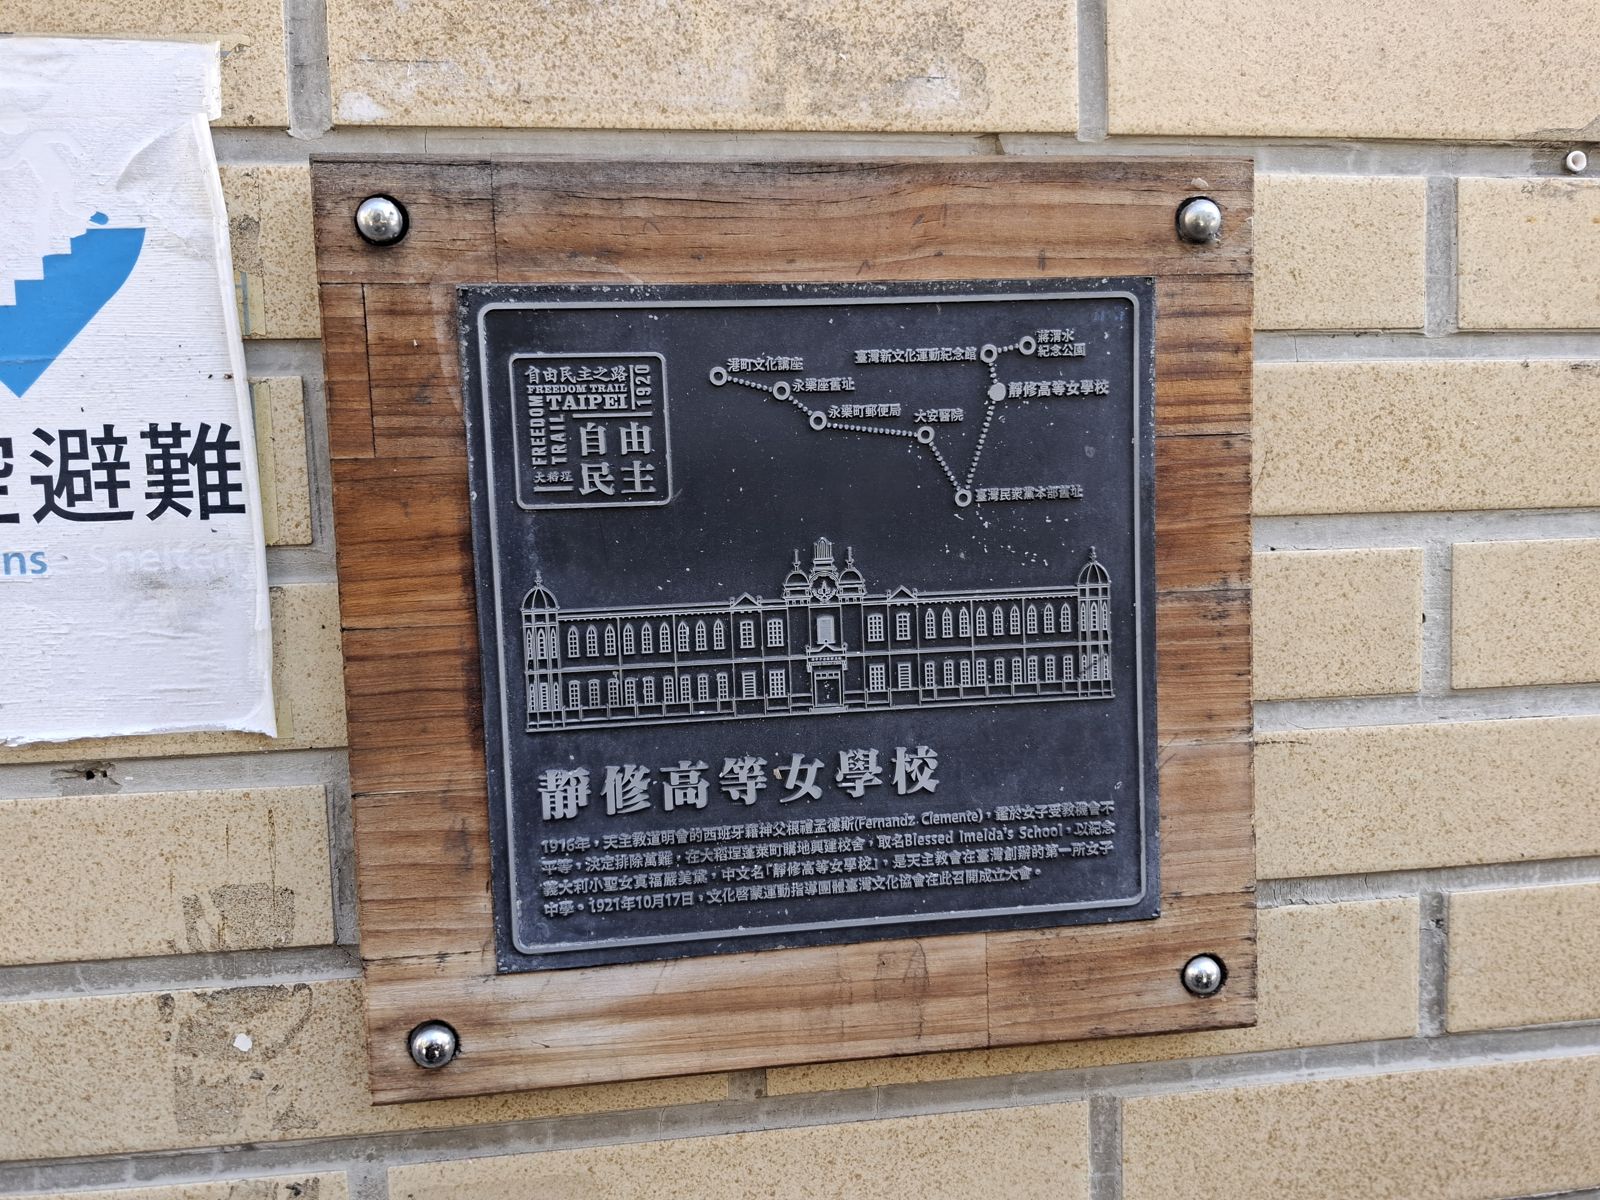 避難
ns
Shelter
自由民主之路
FREEDOM TRAIL
TAIPEI
1920
FREEDOM
TRAIL
大稻埕
自由
民主
港町文化講座
永樂座舊址
永樂町郵便局
大安醫院
臺灣民眾黨本部舊址
靜修高等女學校
臺灣新文化運動紀念館
蔣渭水
紀念公園
靜修高等女學校
1916年，天主教道明會的西班牙籍神父根禮孟德斯(Fernandz Clemente)，鑑於女子受教機會不
平等，決定排除萬難，在大稻埕蓬萊町購地興建校舍，取名Blessed Imelda's School，以紀念
義大利小聖女真福嚴美黛，中文名「靜修高等女學校」，是天主教會在臺灣創辦的第一所女子
中學。1921年10月17日，文化啓蒙運動指導團體臺灣文化協會在此召開成立大會。